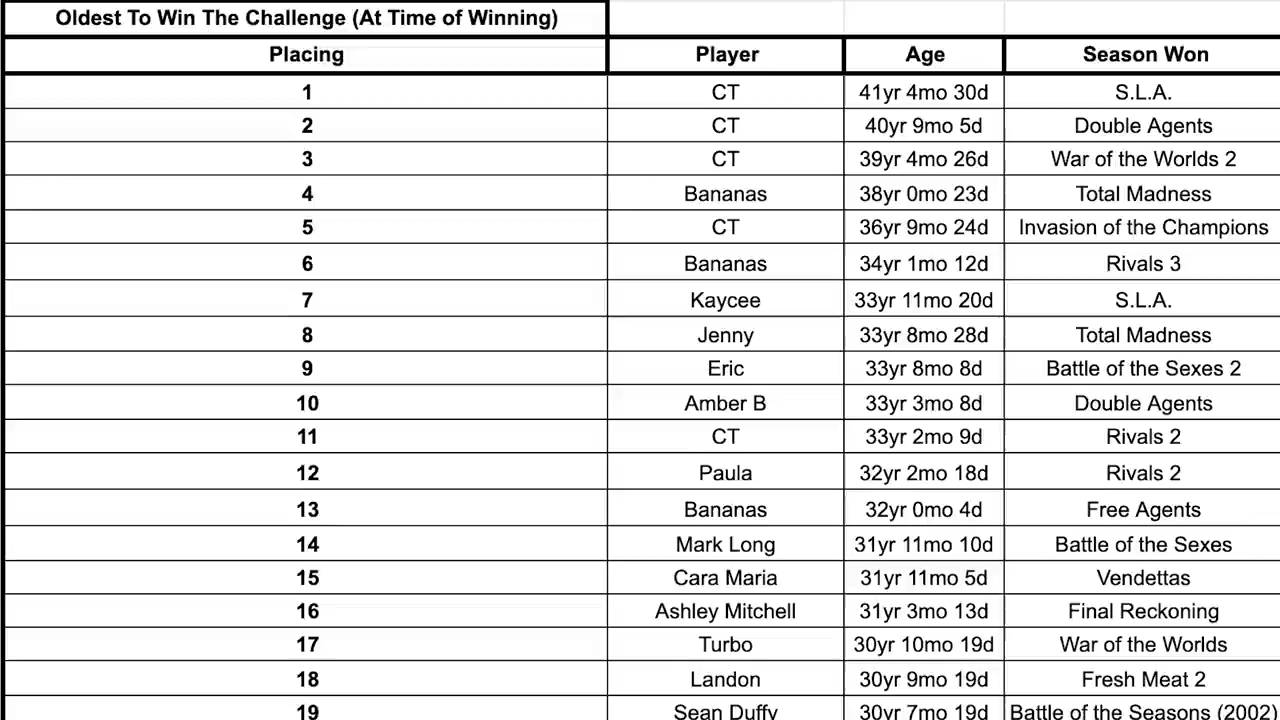 Oldest To Win The Challenge (At Time of Winning)
Placing Player Age Season Won
1 CT 41yr 4mo 30d S.L.A.
2 CT 40yr 9mo 5d Double Agents
3 CT 39yr 4mo 26d War of the Worlds 2
4 Bananas 38yr 0mo 23d Total Madness
5 CT 36yr 9mo 24d Invasion of the Champions
6 Bananas 34yr 1mo 12d Rivals 3
7 Kaycee 33yr 11mo 20d S.L.A.
8 Jenny 33yr 8mo 28d Total Madness
9 Eric 33yr 8mo 8d Battle of the Sexes 2
10 Amber B 33yr 3mo 8d Double Agents
11 CT 33yr 2mo 9d Rivals 2
12 Paula 32yr 2mo 18d Rivals 2
13 Bananas 32yr 0mo 4d Free Agents
14 Mark Long 31yr 11mo 10d Battle of the Sexes
15 Cara Maria 31yr 11mo 5d Vendettas
16 Ashley Mitchell 31yr 3mo 13d Final Reckoning
17 Turbo 30yr 10mo 19d War of the Worlds
18 Landon 30yr 9mo 19d Fresh Meat 2
19 Sean Duffy 30yr 7mo 19d Battle of the Seasons (2002)